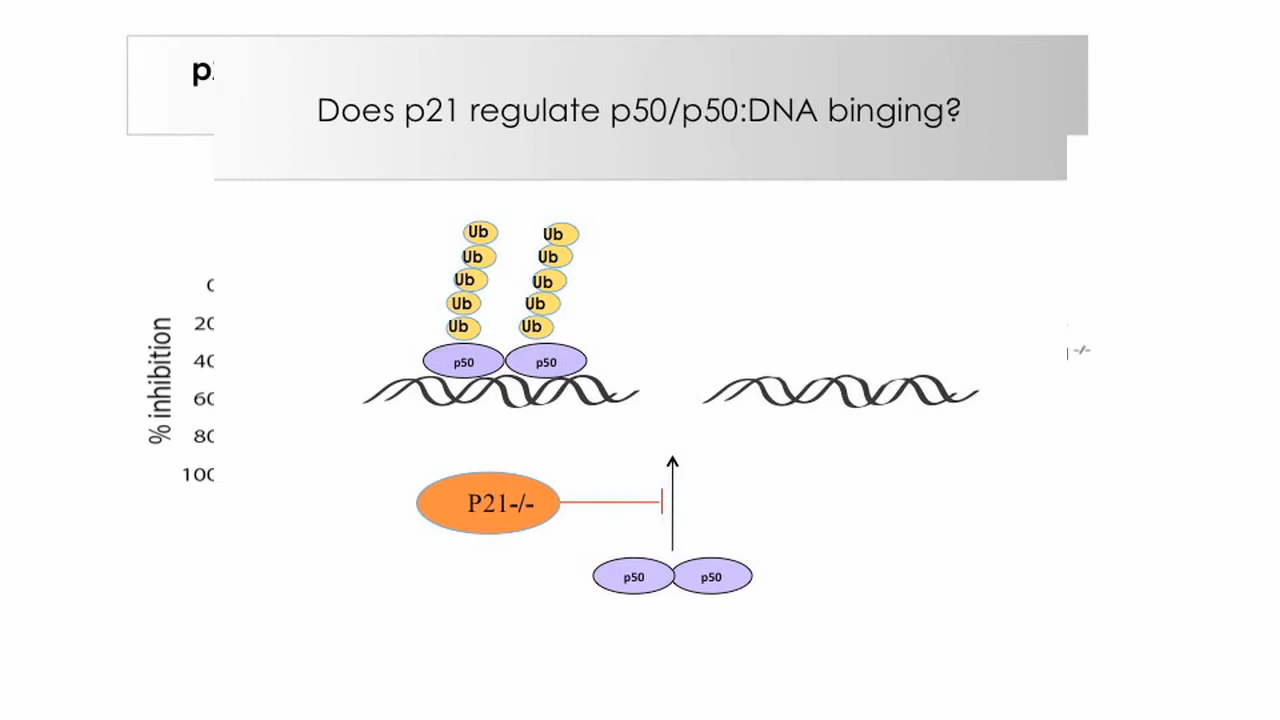 Does p21 regulate p50/p50:DNA binging?
Ub Ub
Ub Ub
Ub Ub
Ub Ub
Ub Ub
p50 p50
% inhibition
20
40
60
80
100
P21-/-
p50 p50
-/-